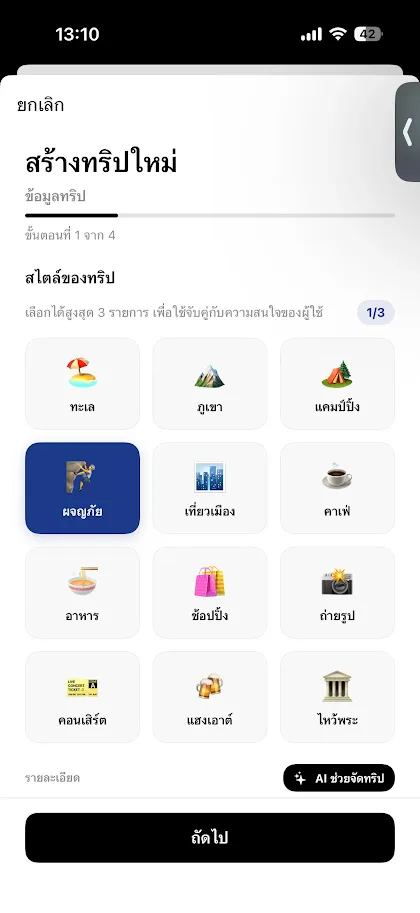 13:10
42
ยกเลิก
สร้างทริปใหม่
ข้อมูลทริป
ขั้นตอนที่ 1 จาก 4
สไตล์ของทริป
เลือกได้สูงสุด 3 รายการ เพื่อใช้จับคู่กับความสนใจของผู้ใช้
1/3
ทะเล
ภูเขา
แคมป์ปิ้ง
ผจญภัย
เที่ยวเมือง
คาเฟ่
อาหาร
ช้อปปิ้ง
ถ่ายรูป
LIVE
CONCERT
TICKET
คอนเสิร์ต
แฮงเอาต์
ไหว้พระ
รายละเอียด
AI ช่วยจัดทริป
ถัดไป